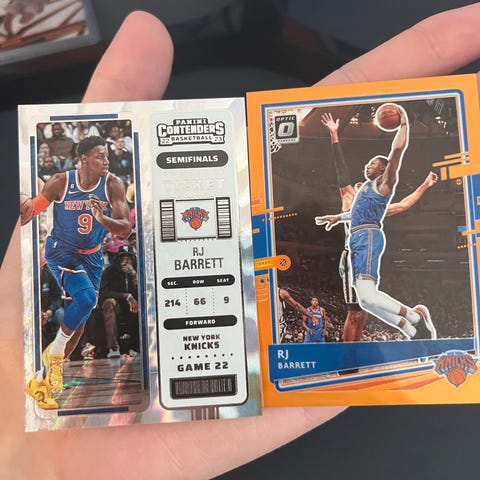 PANINI
CONTENDERS
22 BASKETBALL 23
SEMIFINALS
TICKET
RJ
BARRETT
SEC. ROW SEAT
214 66 9
FORWARD
NEW YORK
KNICKS
GAME 22
NEW YORK
9
OPTIC
RJ
BARRETT